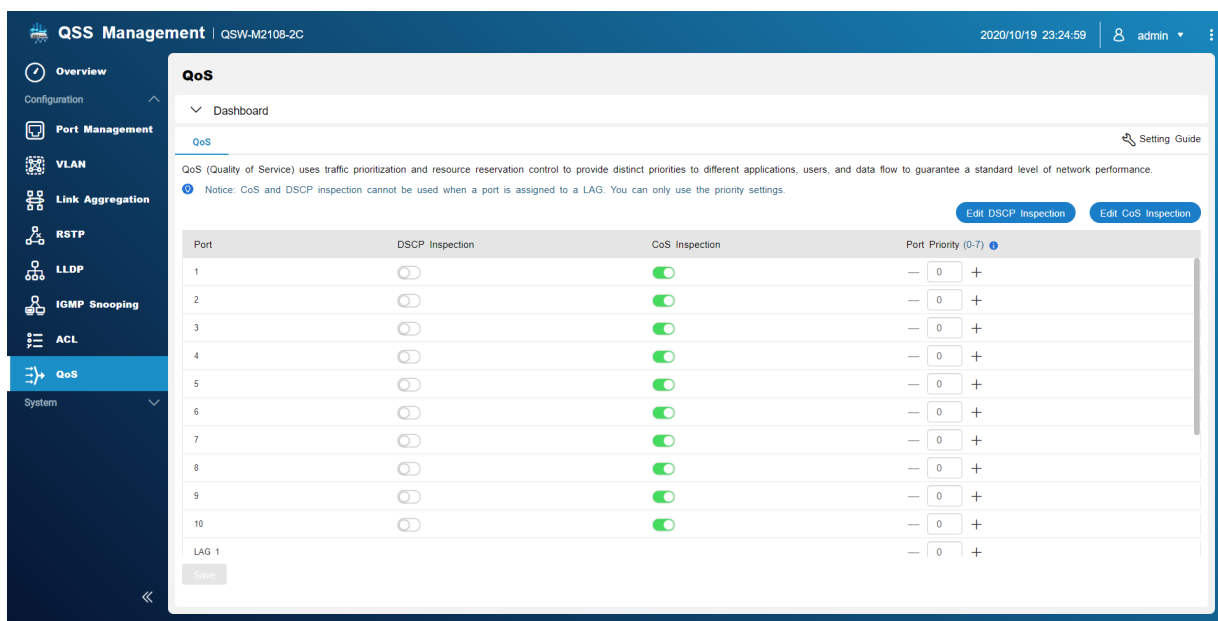 QSS Management | QSW-M2108-2C
2020/10/19 23:24:59
admin
Overview
Configuration
Port Management
VLAN
Link Aggregation
RSTP
LLDP
IGMP Snooping
ACL
QoS
System
QoS
Dashboard
QoS
Setting Guide
QoS (Quality of Service) uses traffic prioritization and resource reservation control to provide distinct priorities to different applications, users, and data flow to guarantee a standard level of network performance.
Notice: CoS and DSCP inspection cannot be used when a port is assigned to a LAG. You can only use the priority settings.
Edit DSCP Inspection Edit CoS Inspection
Port DSCP Inspection CoS Inspection Port Priority (0-7)
1 — 0 +
2 — 0 +
3 — 0 +
4 — 0 +
5 — 0 +
6 — 0 +
7 — 0 +
8 — 0 +
9 — 0 +
10 — 0 +
LAG 1 — 0 +
Save